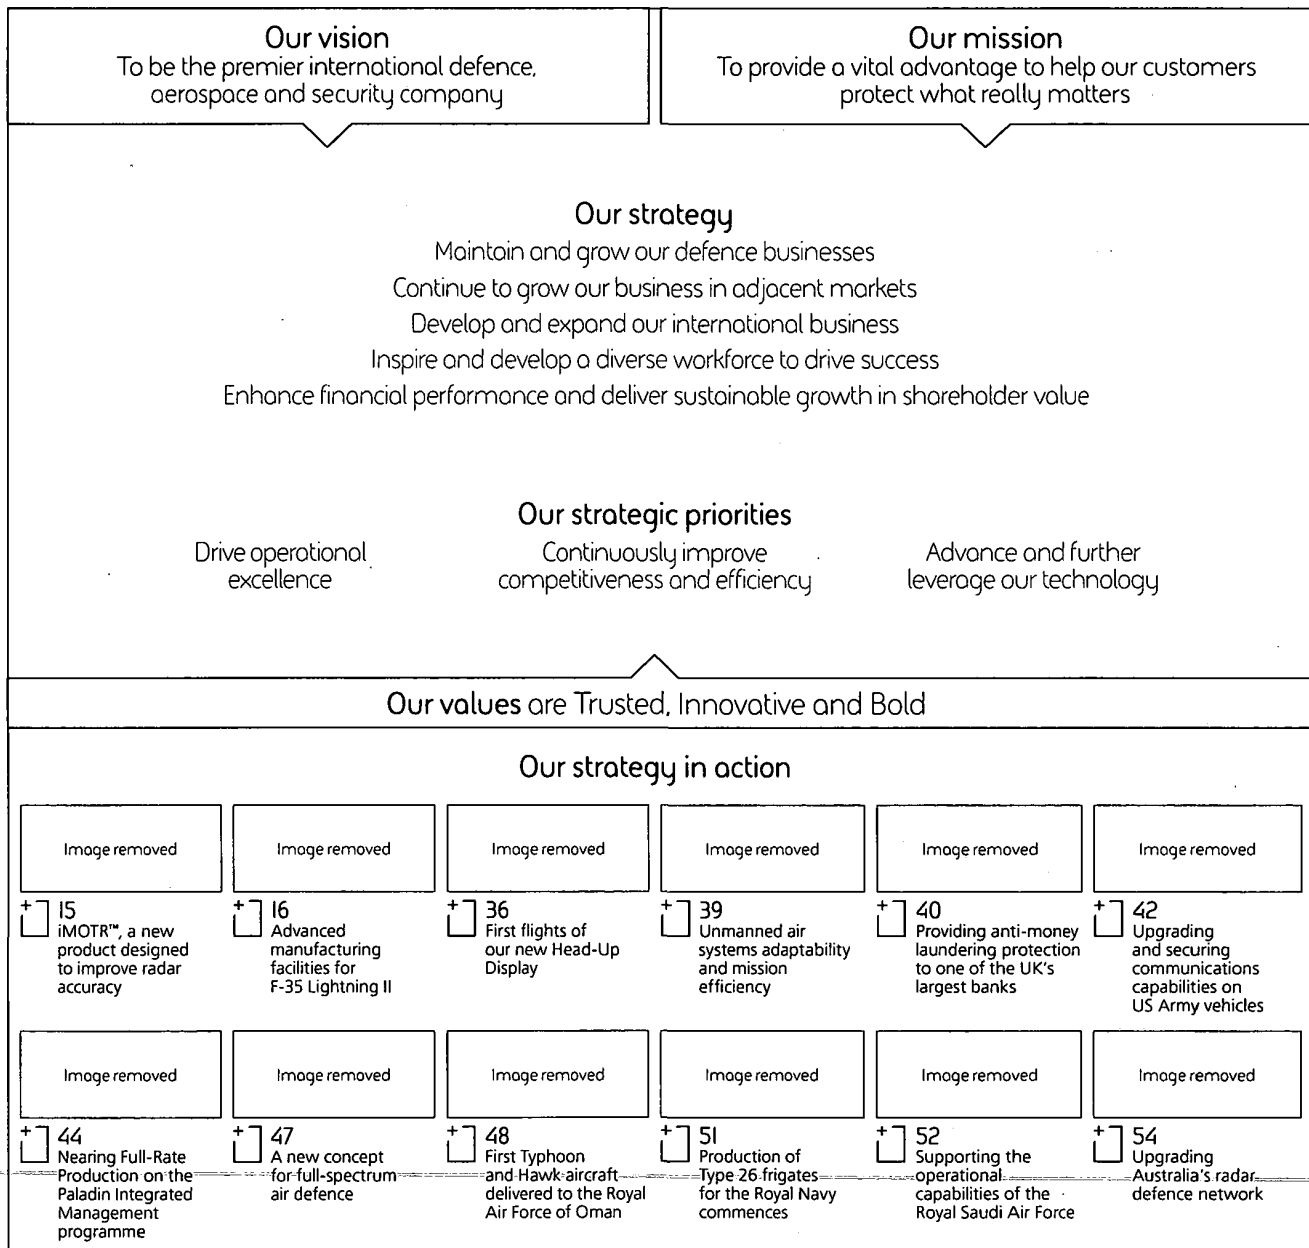 Our vision
To be the premier international defence,
aerospace and security company
Our mission
To provide a vital advantage to help our customers
protect what really matters
Our strategy
Maintain and grow our defence businesses
Continue to grow our business in adjacent markets
Develop and expand our international business
Inspire and develop a diverse workforce to drive success
Enhance financial performance and deliver sustainable growth in shareholder value
Our strategic priorities
Drive operational
excellence
Continuously improve
competitiveness and efficiency
Advance and further
leverage our technology
Our values are Trusted, Innovative and Bold
Our strategy in action
Image removed
Image removed
Image removed
Image removed
Image removed
Image removed
15
iMOTR™, a new
product designed
to improve radar
accuracy
16
Advanced
manufacturing
facilities for
F-35 Lightning II
36
First flights of
our new Head-Up
Display
39
Unmanned air
systems adaptability
and mission
efficiency
40
Providing anti-money
laundering protection
to one of the UK's
largest banks
42
Upgrading
and securing
communications
capabilities on
US Army vehicles
Image removed
Image removed
Image removed
Image removed
Image removed
Image removed
44
Nearing Full-Rate
Production on the
Paladin Integrated
Management
programme
47
A new concept
for full-spectrum
air defence
48
First Typhoon
and Hawk aircraft
delivered to the Royal
Air Force of Oman
51
Production of
Type 26 frigates
for the Royal Navy
commences
52
Supporting the
operational
capabilities of the
Royal Saudi Air Force
54
Upgrading
Australia's radar
defence network